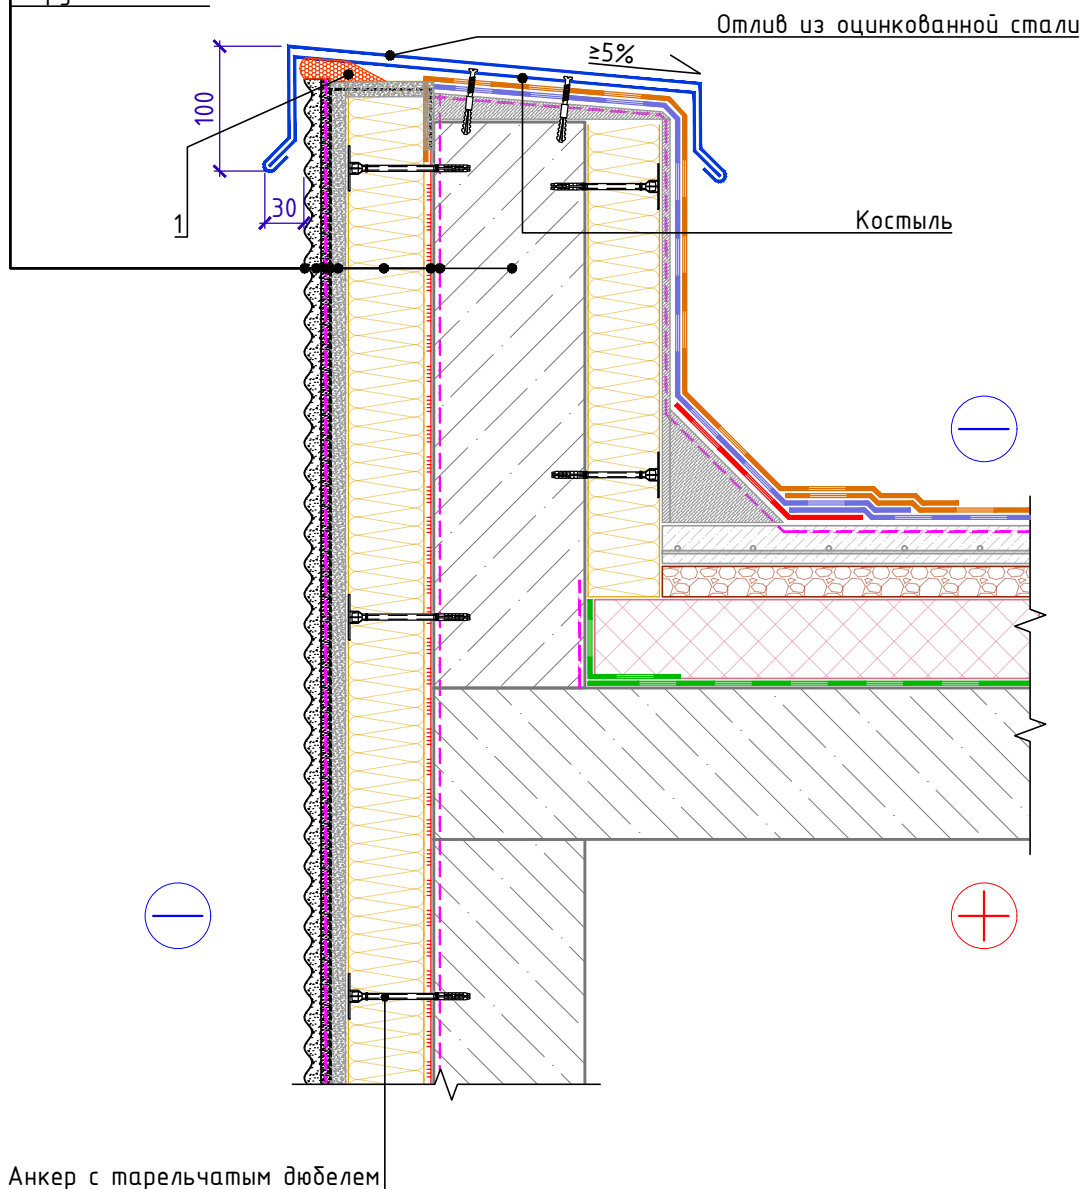 Отлив из оцинкованной стали
≥5%
100
30
1
Костыль
Анкер с тарельчатым дюбелем